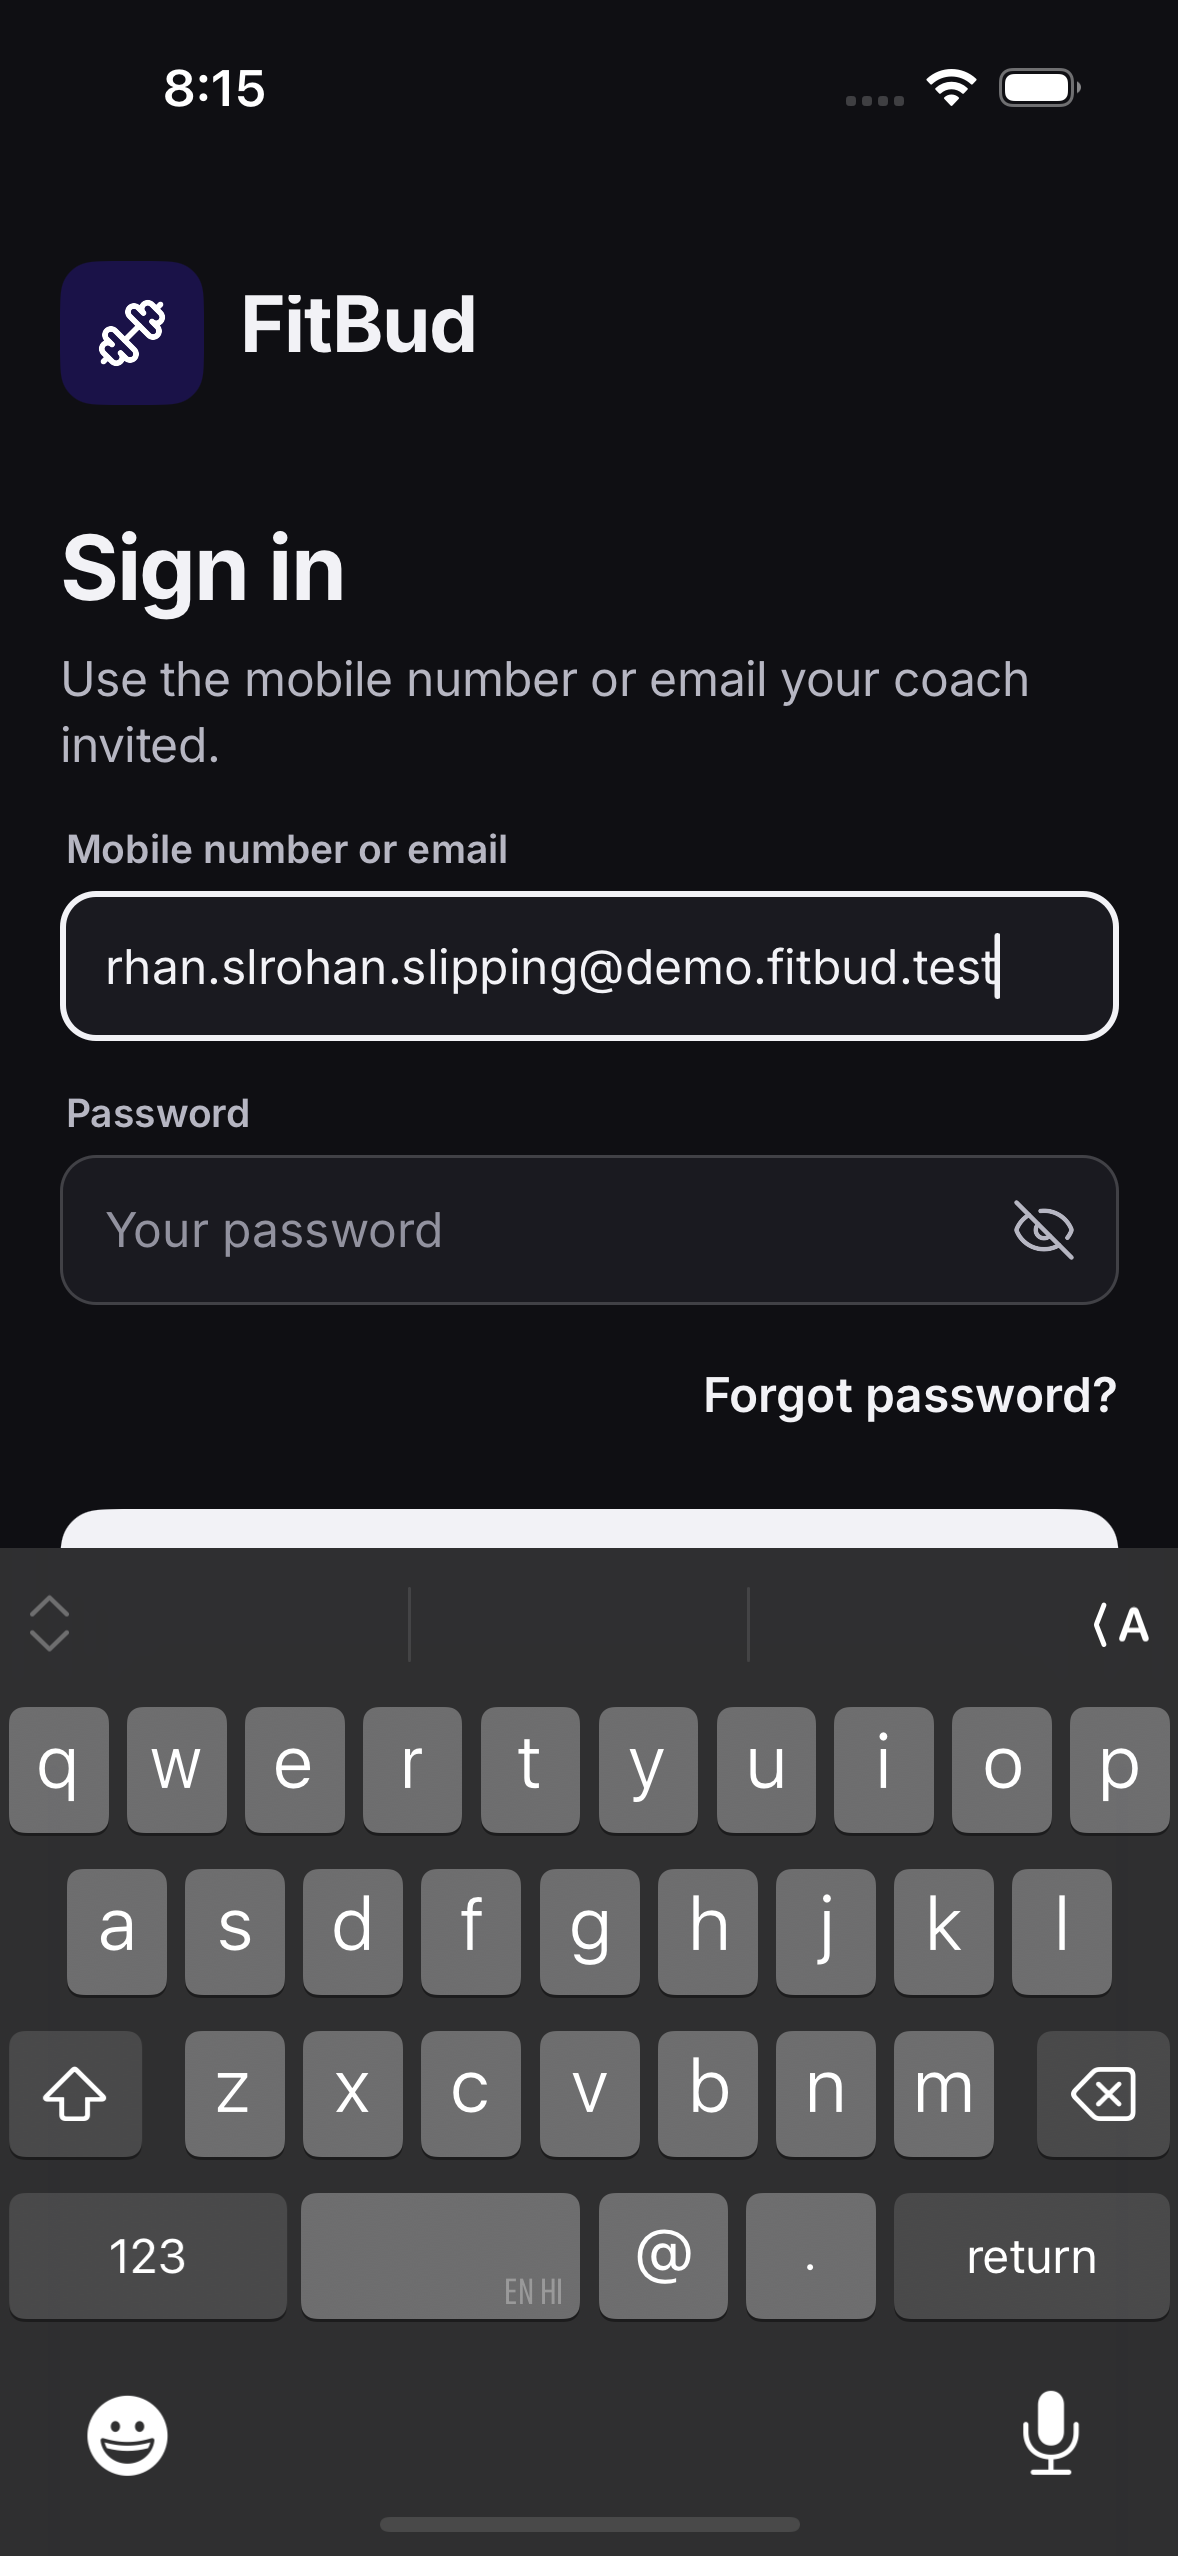 8:15
FitBud
Sign in
Use the mobile number or email your coach
invited.
Mobile number or email
rhan.slrohan.slipping@demo.fitbud.test
Password
Your password
Forgot password?
A
q w e r t y u i o p
a s d f g h j k l
z x c v b n m
123 EN HI @ . return